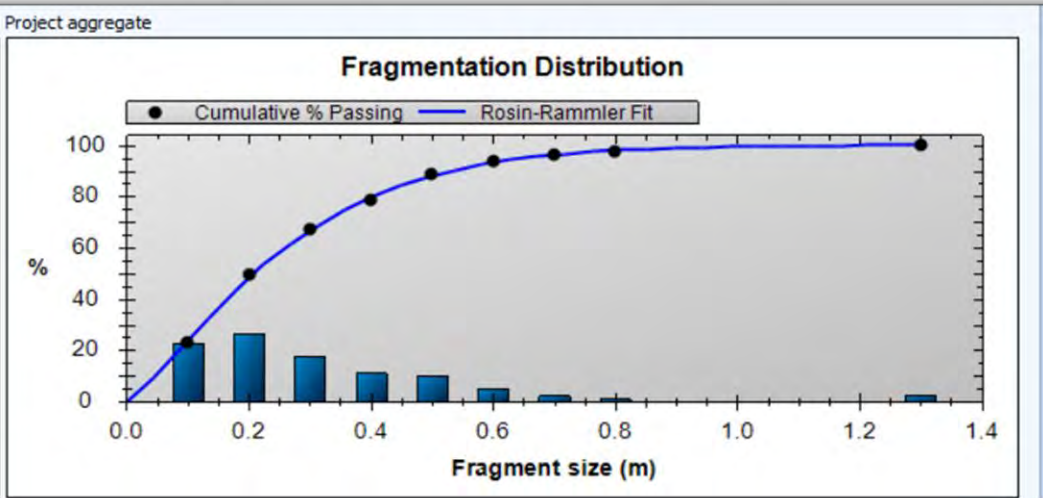 Project aggregate
Fragmentation Distribution
Cumulative % Passing Rosin-Rammler Fit
100
80
60
%
40
20
0
0.0 0.2 0.4 0.6 0.8 1.0 1.2 1.4
Fragment size (m)